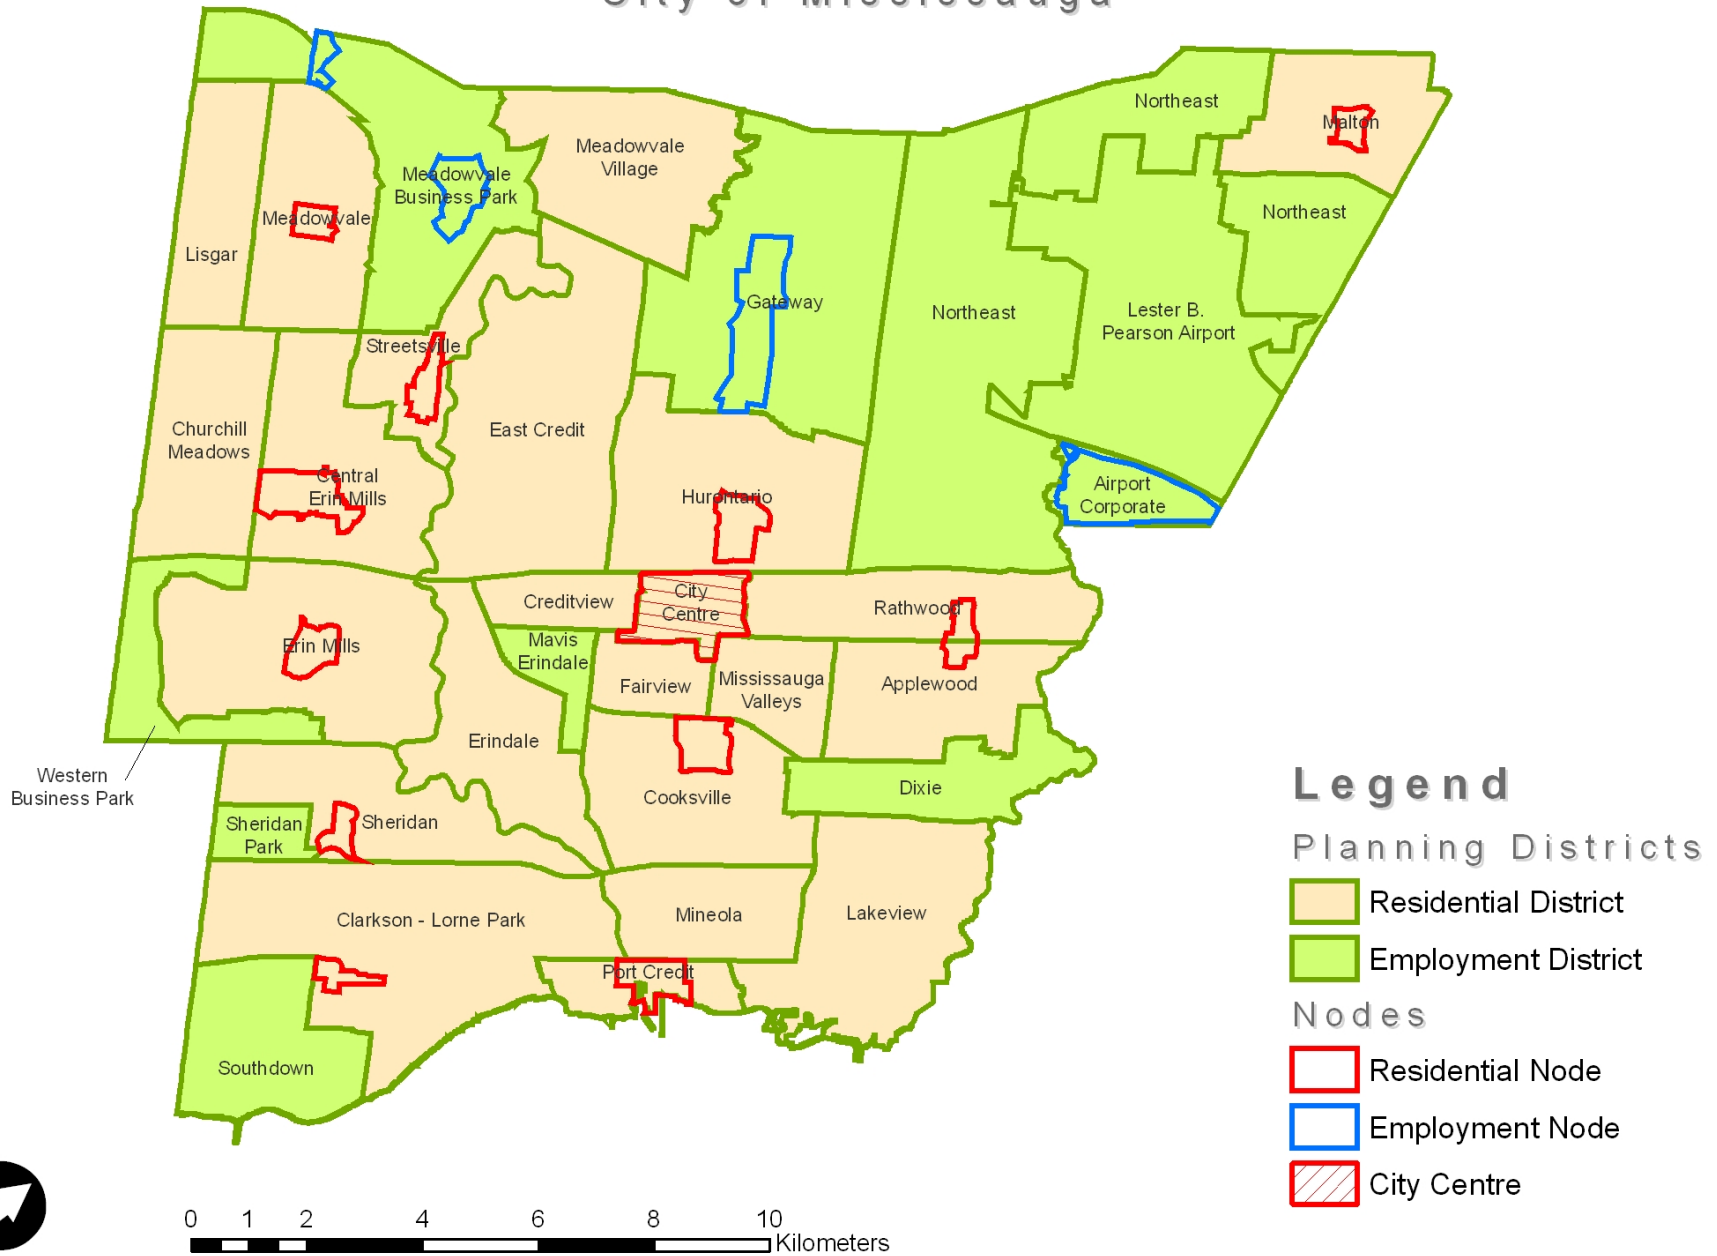 City of Mississauga
Northeast
Malton
Meadowvale
Village
Meadowvale
Business Park
Northeast
Meadowvale
Lisgar
Gateway
Northeast
Lester B.
Pearson Airport
Streetsville
Churchill
Meadows
East Credit
Central
Erin Mills
Hurontario
Airport
Corporate
Creditview
City
Centre
Rathwood
Mavis
Erindale
Erin Mills
Fairview
Mississauga
Valleys
Applewood
Erindale
Western
Business Park
Cooksville
Dixie
Sheridan
Park
Sheridan
Clarkson - Lorne Park
Mineola
Lakeview
Port Credit
Southdown
Legend
Planning Districts
Residential District
Employment District
Nodes
Residential Node
Employment Node
City Centre
0 1 2 4 6 8 10
Kilometers